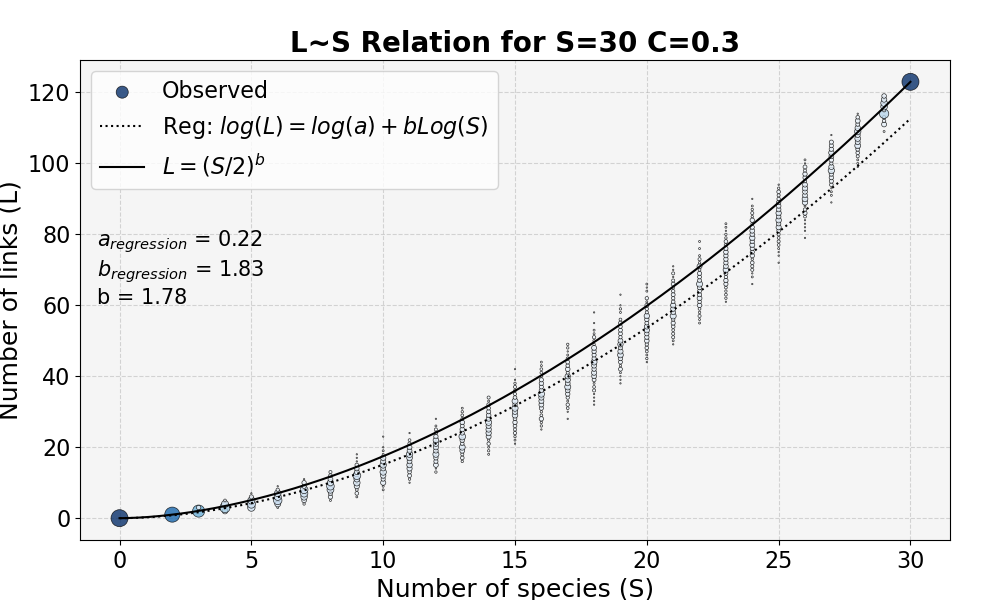 L~S Relation for S=30 C=0.3
Observed
Reg: log(L) = log(a) + bLog(S)
L = (S/2)^b
a_regression = 0.22
b_regression = 1.83
b = 1.78
Number of links (L)
120
100
80
60
40
20
0
0 5 10 15 20 25 30
Number of species (S)